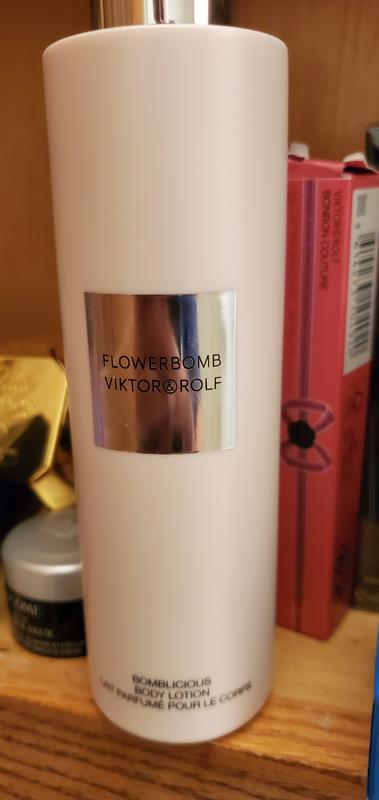 FLOWERBOMB
VIKTOR&ROLF
BOMBLICIOUS
BODY LOTION
LAIT PARFUMÉ POUR LE CORPS
VIKTOR&ROLF
BONBON COUTURE